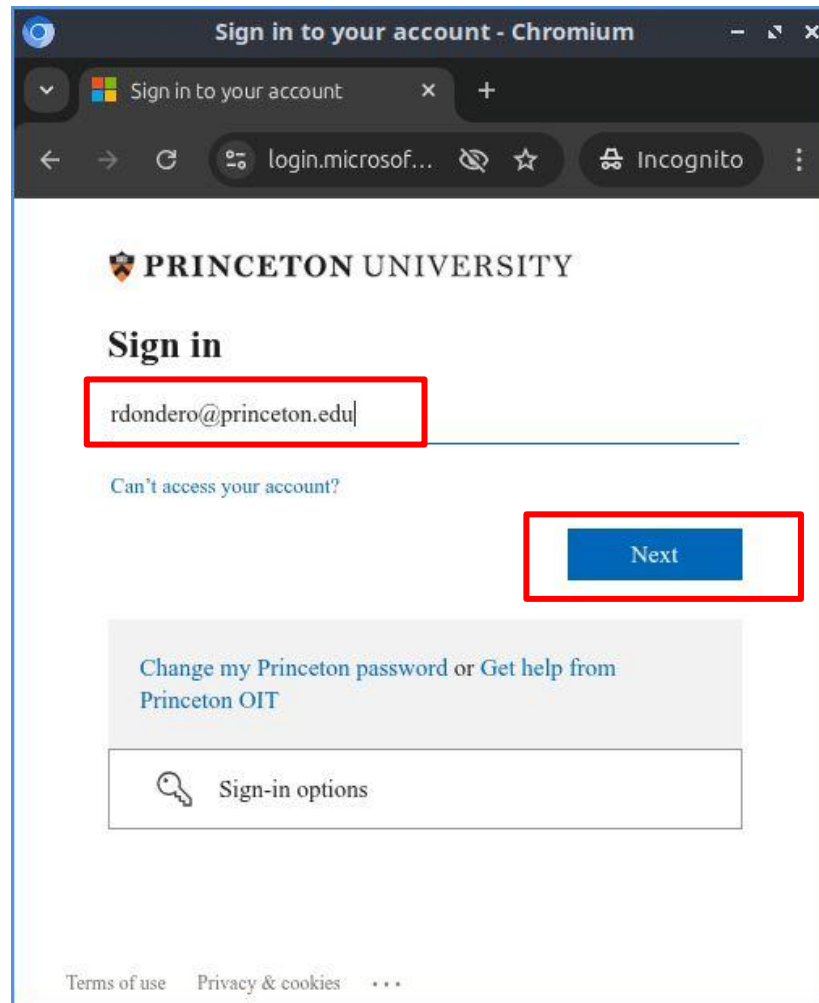 Sign in to your account - Chromium
Sign in to your account
login.microsof... Incognito
PRINCETON UNIVERSITY
Sign in
rdondero@princeton.edu
Can't access your account?
Next
Change my Princeton password or Get help from
Princeton OIT
Sign-in options
Terms of use Privacy & cookies ...